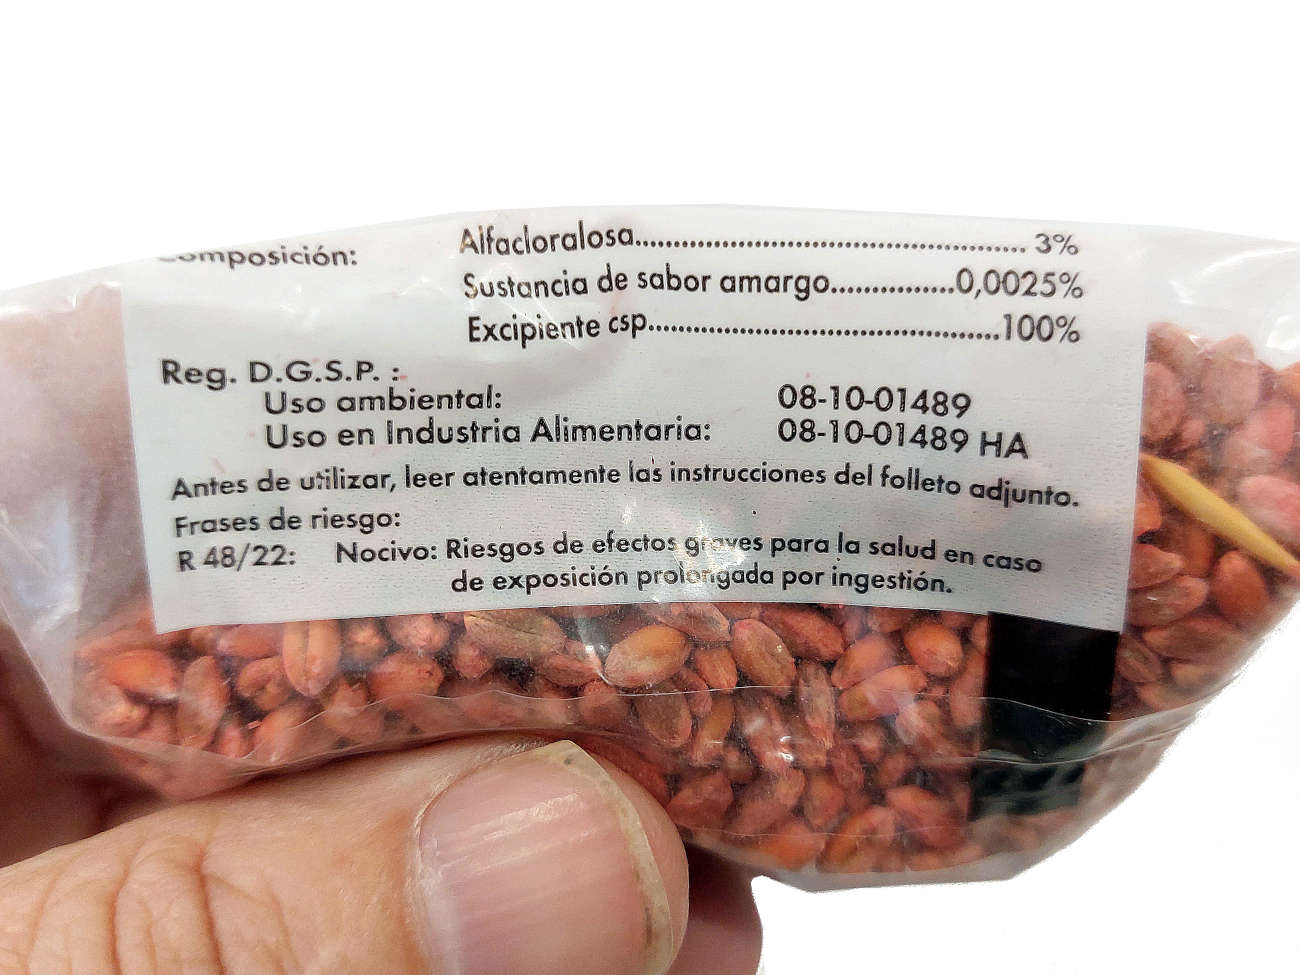 Composición: Alfacloralosa............................................. 3%
Sustancia de sabor amargo................0,0025%
Excipiente csp..........................................100%
Reg. D.G.S.P. :
Uso ambiental: 08-10-01489
Uso en Industria Alimentaria: 08-10-01489 HA
Antes de utilizar, leer atentamente las instrucciones del folleto adjunto.
Frases de riesgo:
R 48/22: Nocivo: Riesgos de efectos graves para la salud en caso
de exposición prolongada por ingestión.